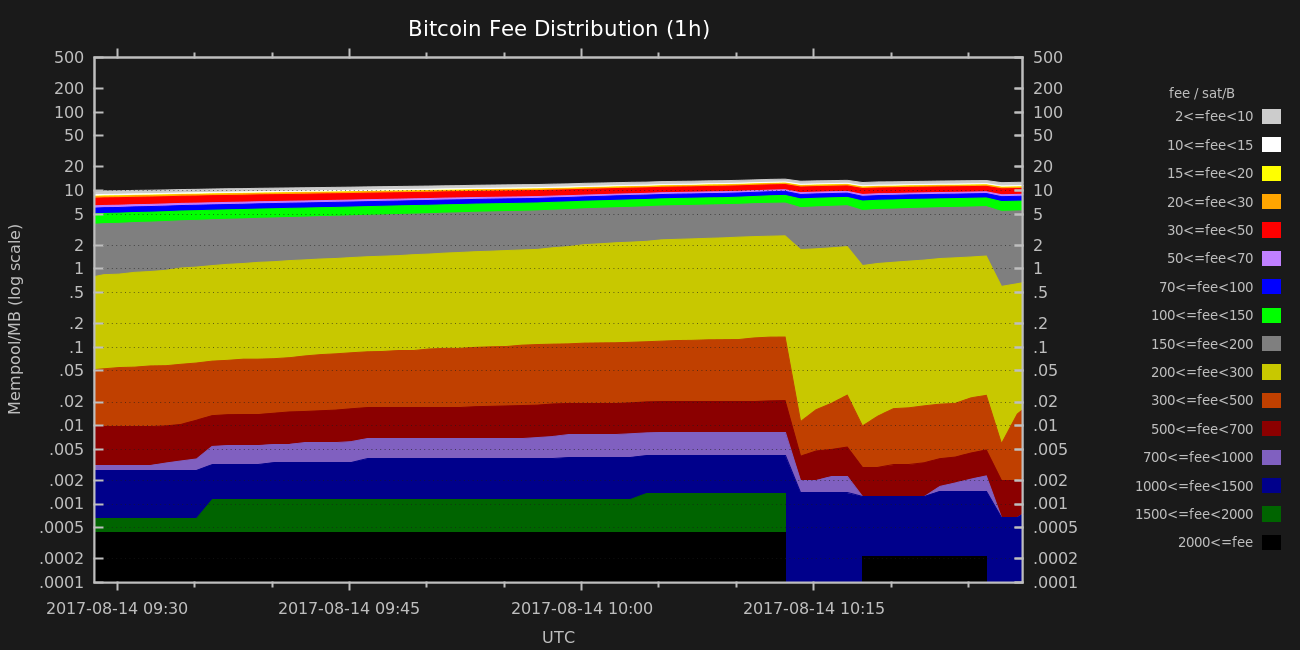 Bitcoin Fee Distribution (1h)
500 500
200 200
100 100
50 50
20 20
10 10
5 5
2 2
1 1
.5 .5
.2 .2
.1 .1
.05 .05
.02 .02
.01 .01
.005 .005
.002 .002
.001 .001
.0005 .0005
.0002 .0002
.0001 .0001
Mempool/MB (log scale)
2017-08-14 09:30 2017-08-14 09:45 2017-08-14 10:00 2017-08-14 10:15
UTC
fee / sat/B
2<=fee<10
10<=fee<15
15<=fee<20
20<=fee<30
30<=fee<50
50<=fee<70
70<=fee<100
100<=fee<150
150<=fee<200
200<=fee<300
300<=fee<500
500<=fee<700
700<=fee<1000
1000<=fee<1500
1500<=fee<2000
2000<=fee